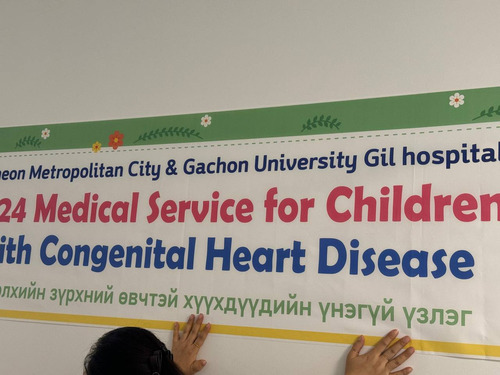 eon Metropolitan City & Gachon University Gil hospital
24 Medical Service for Children
ith Congenital Heart Disease
элхийн зүрхний өвчтэй хүүхдүүдийн үнэгүй үзлэг